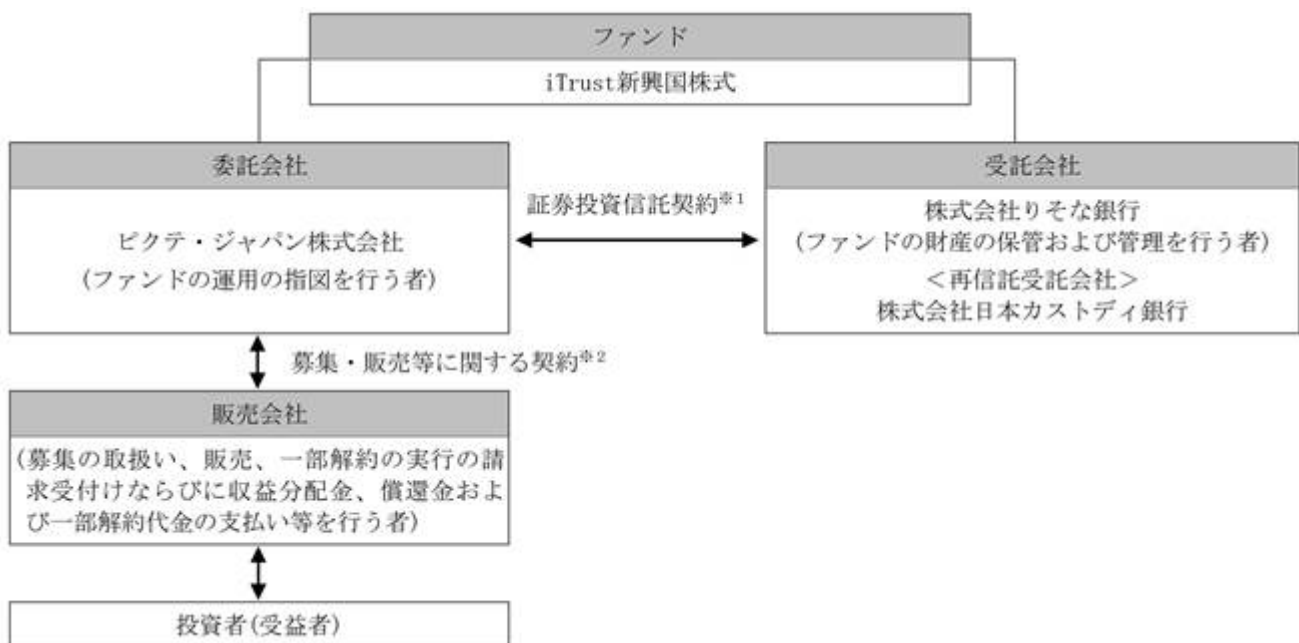 ファンド
iTrust新興国株式
委託会社
ピクテ・ジャパン株式会社
(ファンドの運用の指図を行う者)
証券投資信託契約※1
受託会社
株式会社りそな銀行
(ファンドの財産の保管および管理を行う者)
<再信託受託会社>
株式会社日本カストディ銀行
募集・販売等に関する契約※2
販売会社
(募集の取扱い、販売、一部解約の実行の請
求受付けならびに収益分配金、償還金およ
び一部解約代金の支払い等を行う者)
投資者(受益者)